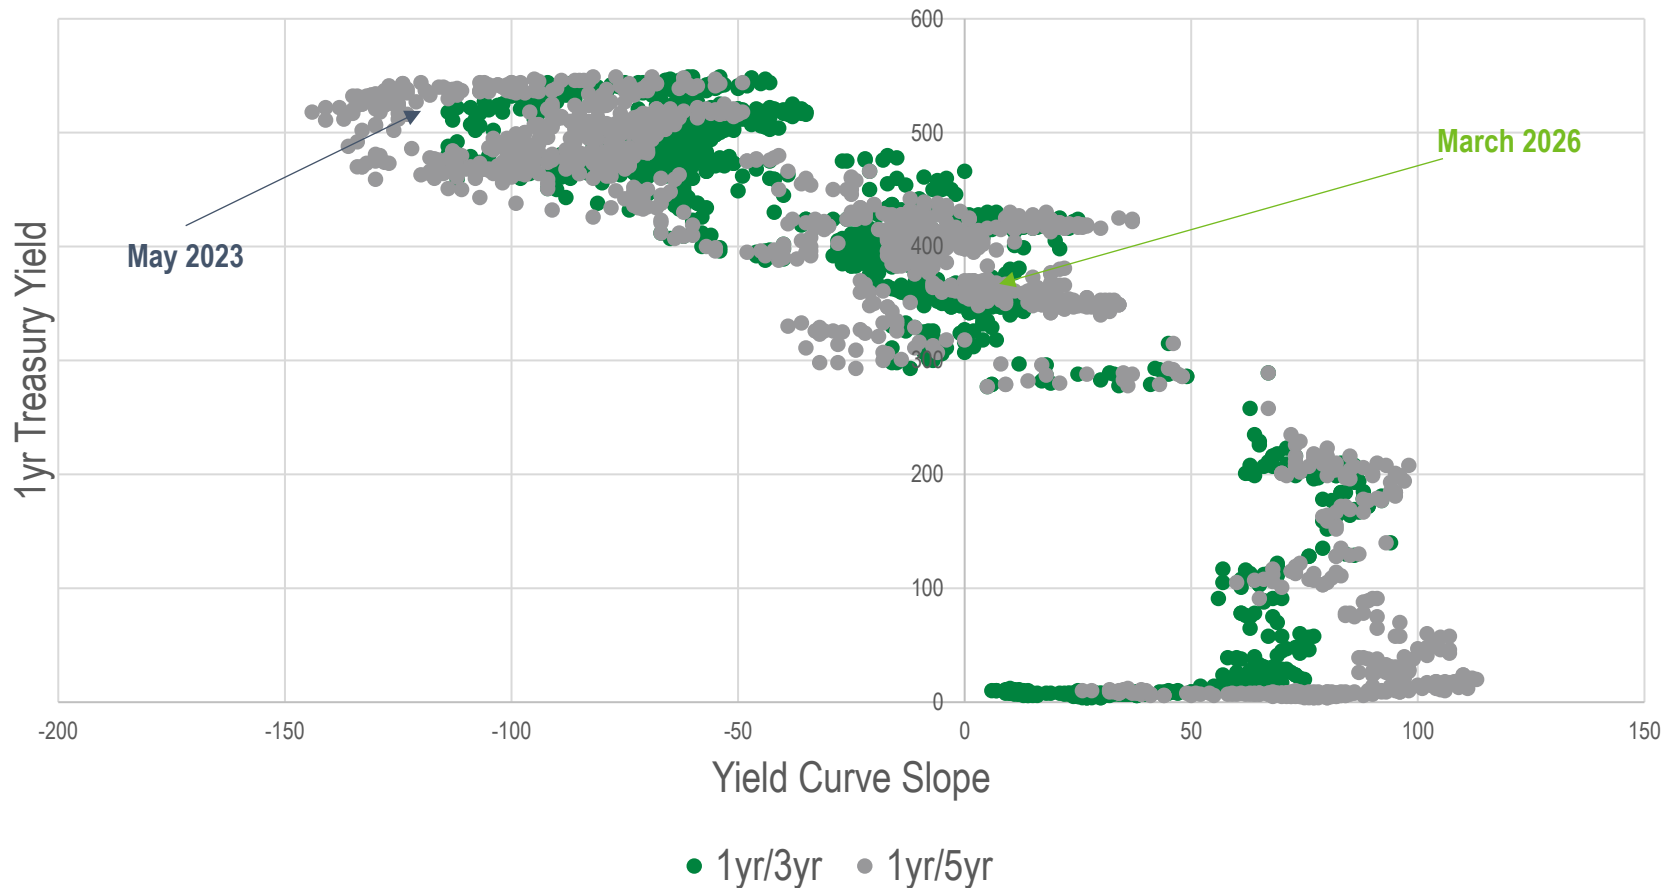 600
500
March 2026
May 2023
400
300
200
100
0
1yr Treasury Yield
-200 -150 -100 -50 0 50 100 150
Yield Curve Slope
1yr/3yr 1yr/5yr